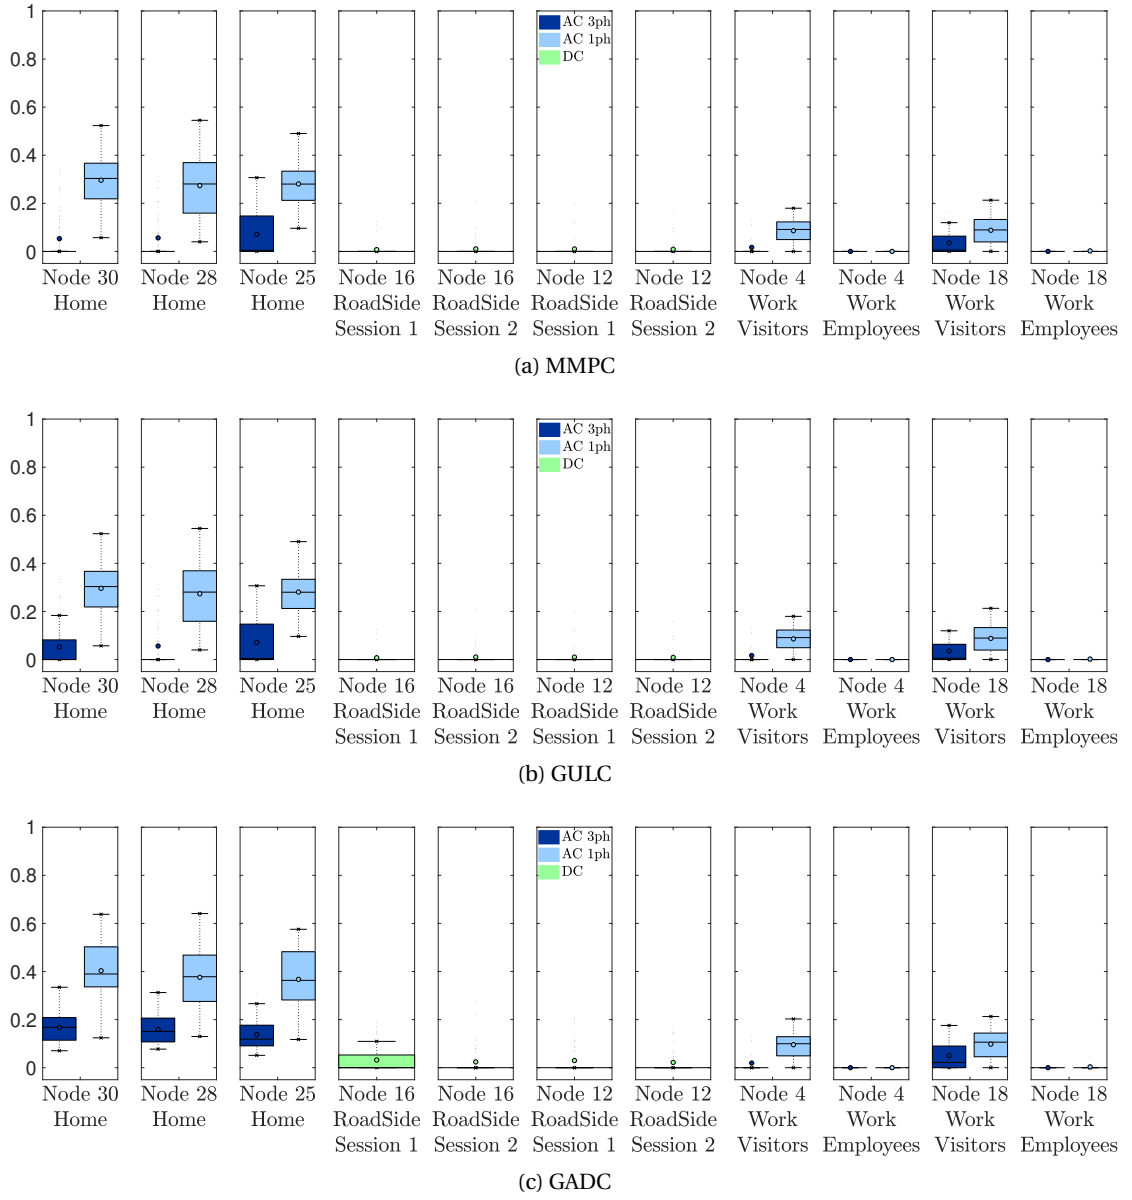 1
0.8
0.6
0.4
0.2
0
AC 3ph
AC 1ph
DC
Node 30 Node 28 Node 25 Node 16 Node 16 Node 12 Node 12 Node 4 Node 4 Node 18 Node 18
Home Home Home RoadSide RoadSide RoadSide RoadSide Work Work Work Work
Session 1 Session 2 Session 1 Session 2 Visitors Employees Visitors Employees
(a) MMPC
1
0.8
0.6
0.4
0.2
0
AC 3ph
AC 1ph
DC
Node 30 Node 28 Node 25 Node 16 Node 16 Node 12 Node 12 Node 4 Node 4 Node 18 Node 18
Home Home Home RoadSide RoadSide RoadSide RoadSide Work Work Work Work
Session 1 Session 2 Session 1 Session 2 Visitors Employees Visitors Employees
(b) GULC
1
0.8
0.6
0.4
0.2
0
AC 3ph
AC 1ph
DC
Node 30 Node 28 Node 25 Node 16 Node 16 Node 12 Node 12 Node 4 Node 4 Node 18 Node 18
Home Home Home RoadSide RoadSide RoadSide RoadSide Work Work Work Work
Session 1 Session 2 Session 1 Session 2 Visitors Employees Visitors Employees
(c) GADC